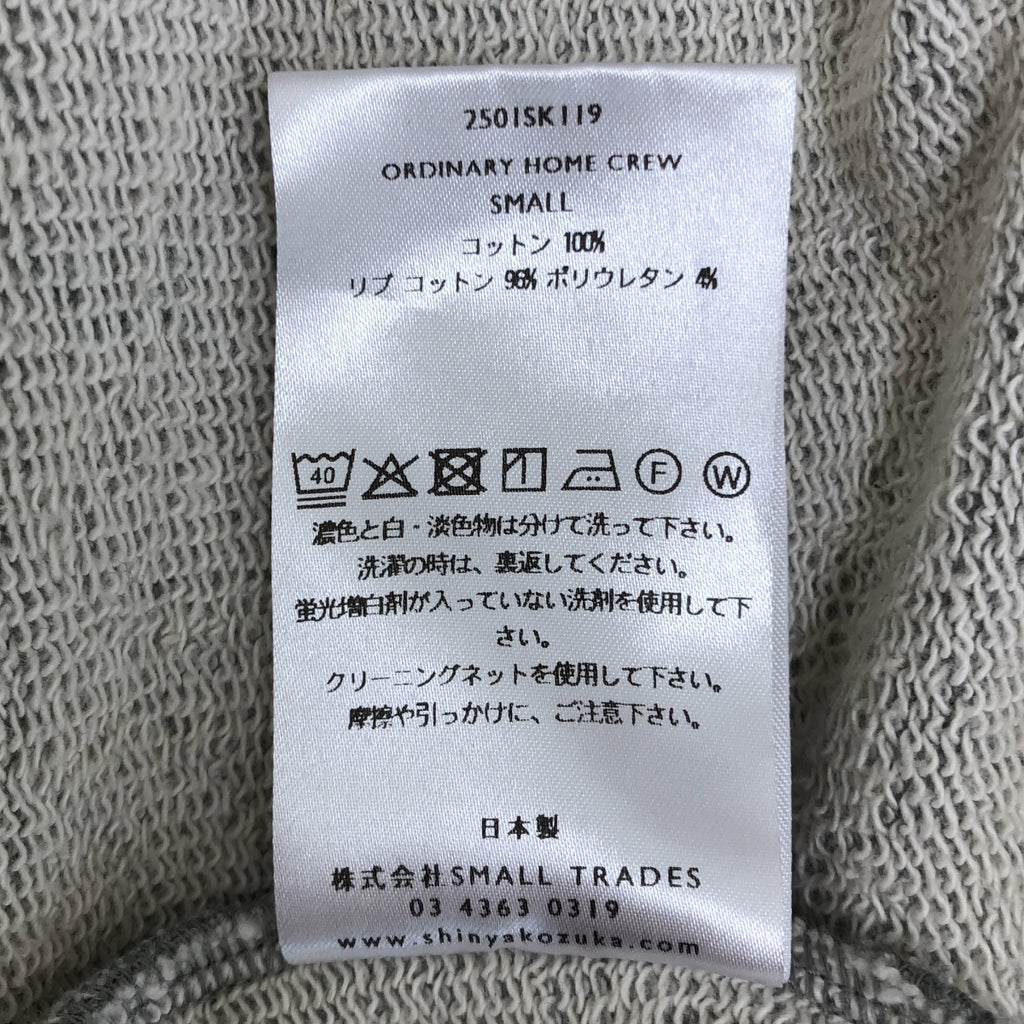 2501SK119
ORDINARY HOME CREW
SMALL
コットン 100%
リブ コットン 96% ポリウレタン 4%
40 F W
濃色と白・淡色物は分けて洗って下さい。
洗濯の時は、裏返してください。
蛍光増白剤が入っていない洗剤を使用して下
さい。
クリーニングネットを使用して下さい。
摩擦や引っかけに、ご注意下さい。
日本製
株式会社SMALL TRADES
03 4363 0319
www.shinyakozuka.com